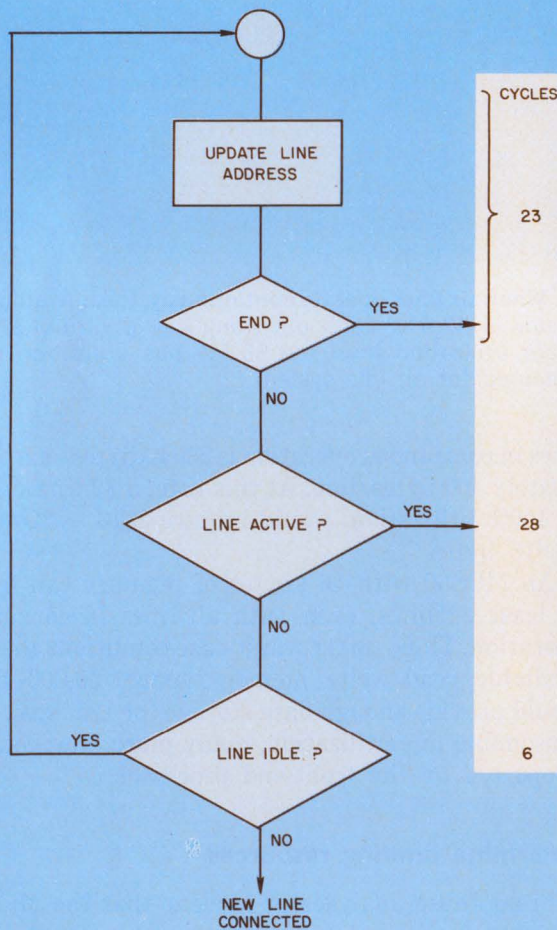 CYCLES
UPDATE LINE
ADDRESS
23
END ?
YES
NO
LINE ACTIVE ?
YES
28
NO
YES
LINE IDLE ?
6
NO
NEW LINE
CONNECTED